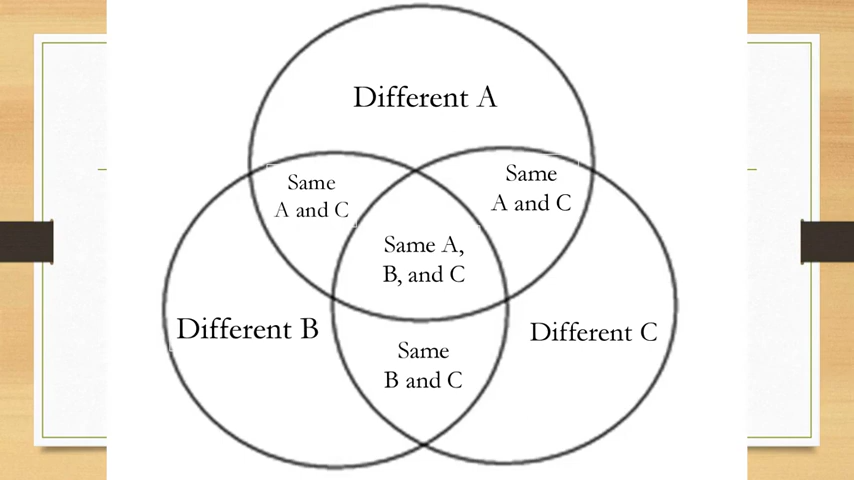 Different A
Same
A and C
Same
A and C
Same A,
B, and C
Different B
Different C
Same
B and C